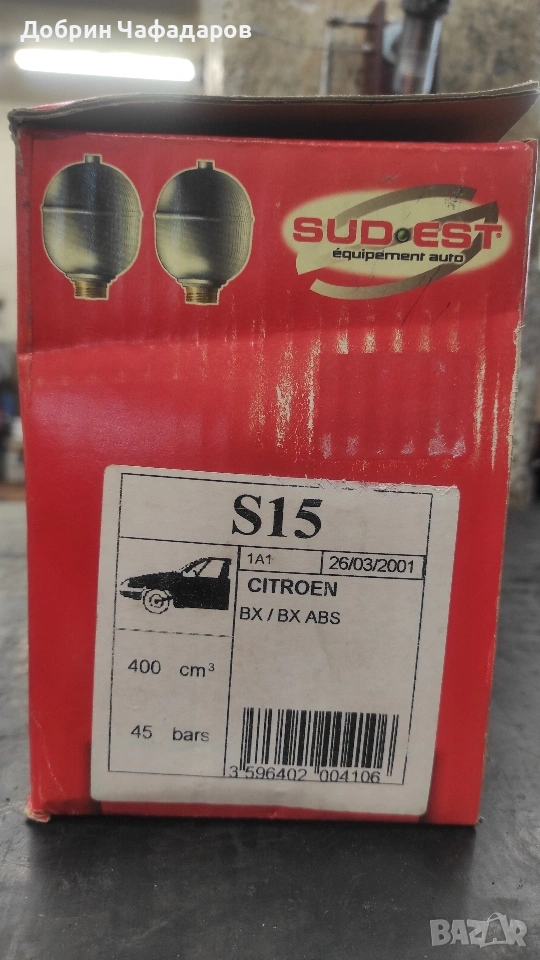 Добрин Чафадаров
SUD EST
équipement auto
S15
1A1
26/03/2001
CITROEN
BX / BX ABS
400 cm³
45 bars
3 596402 004106
BAZAR